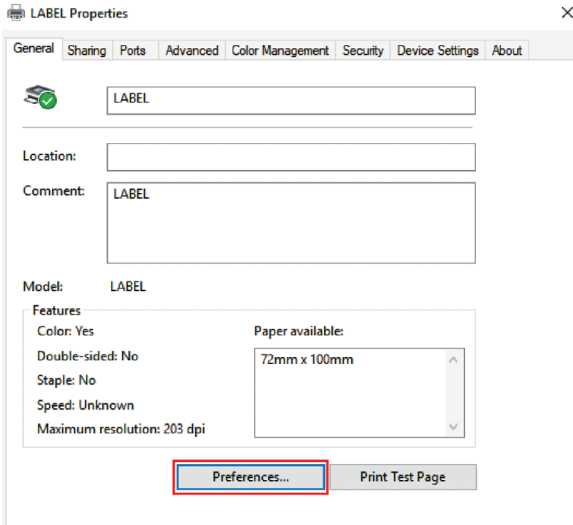 LABEL Properties
General Sharing Ports Advanced Color Management Security Device Settings About
LABEL
Location:
Comment: LABEL
Model: LABEL
Features
Color: Yes Paper available:
Double-sided: No 72mm x 100mm
Staple: No
Speed: Unknown
Maximum resolution: 203 dpi
Preferences... Print Test Page